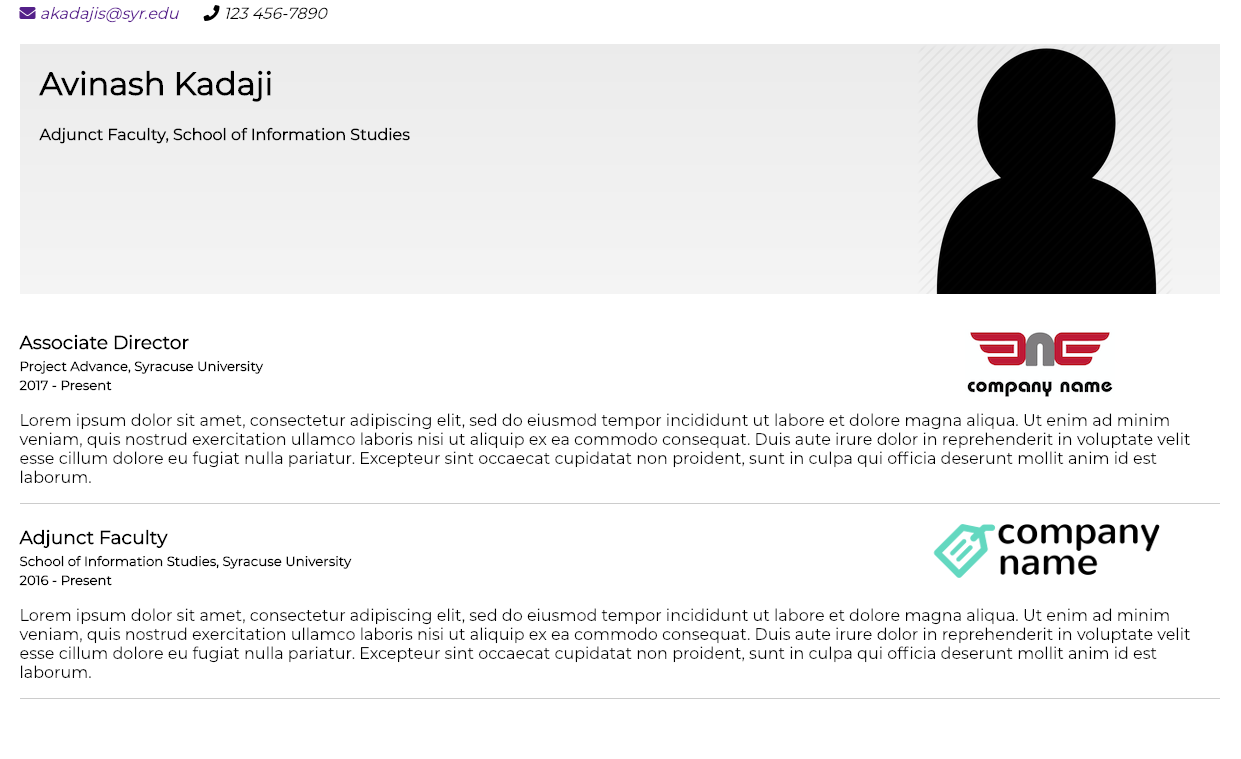 akadajis@syr.edu 123 456-7890
Avinash Kadaji
Adjunct Faculty, School of Information Studies
Associate Director
Project Advance, Syracuse University
2017 - Present
company name
Lorem ipsum dolor sit amet, consectetur adipiscing elit, sed do eiusmod tempor incididunt ut labore et dolore magna aliqua. Ut enim ad minim
veniam, quis nostrud exercitation ullamco laboris nisi ut aliquip ex ea commodo consequat. Duis aute irure dolor in reprehenderit in voluptate velit
esse cillum dolore eu fugiat nulla pariatur. Excepteur sint occaecat cupidatat non proident, sunt in culpa qui officia deserunt mollit anim id est
laborum.
Adjunct Faculty
School of Information Studies, Syracuse University
2016 - Present
company
name
Lorem ipsum dolor sit amet, consectetur adipiscing elit, sed do eiusmod tempor incididunt ut labore et dolore magna aliqua. Ut enim ad minim
veniam, quis nostrud exercitation ullamco laboris nisi ut aliquip ex ea commodo consequat. Duis aute irure dolor in reprehenderit in voluptate velit
esse cillum dolore eu fugiat nulla pariatur. Excepteur sint occaecat cupidatat non proident, sunt in culpa qui officia deserunt mollit anim id est
laborum.